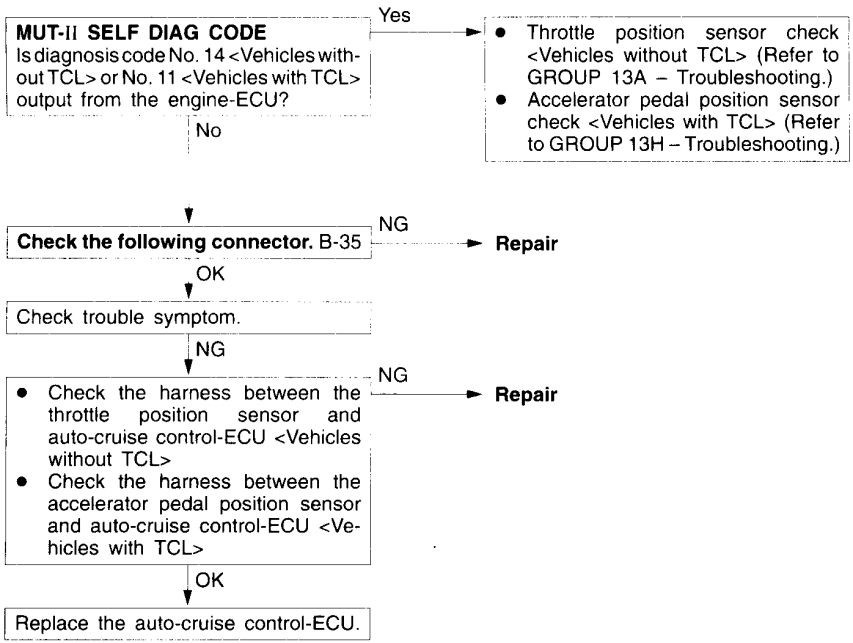 MUT-II SELF DIAG CODE
Is diagnosis code No. 14 <Vehicles with-
out TCL> or No. 11 <Vehicles with TCL>
output from the engine-ECU?
Yes
● Throttle position sensor check
<Vehicles without TCL> (Refer to
GROUP 13A – Troubleshooting.)
● Accelerator pedal position sensor
check <Vehicles with TCL> (Refer
to GROUP 13H – Troubleshooting.)
No
Check the following connector. B-35
NG
Repair
OK
Check trouble symptom.
NG
● Check the harness between the
throttle position sensor and
auto-cruise control-ECU <Vehicles
without TCL>
● Check the harness between the
accelerator pedal position sensor
and auto-cruise control-ECU <Ve-
hicles with TCL>
NG
Repair
OK
Replace the auto-cruise control-ECU.